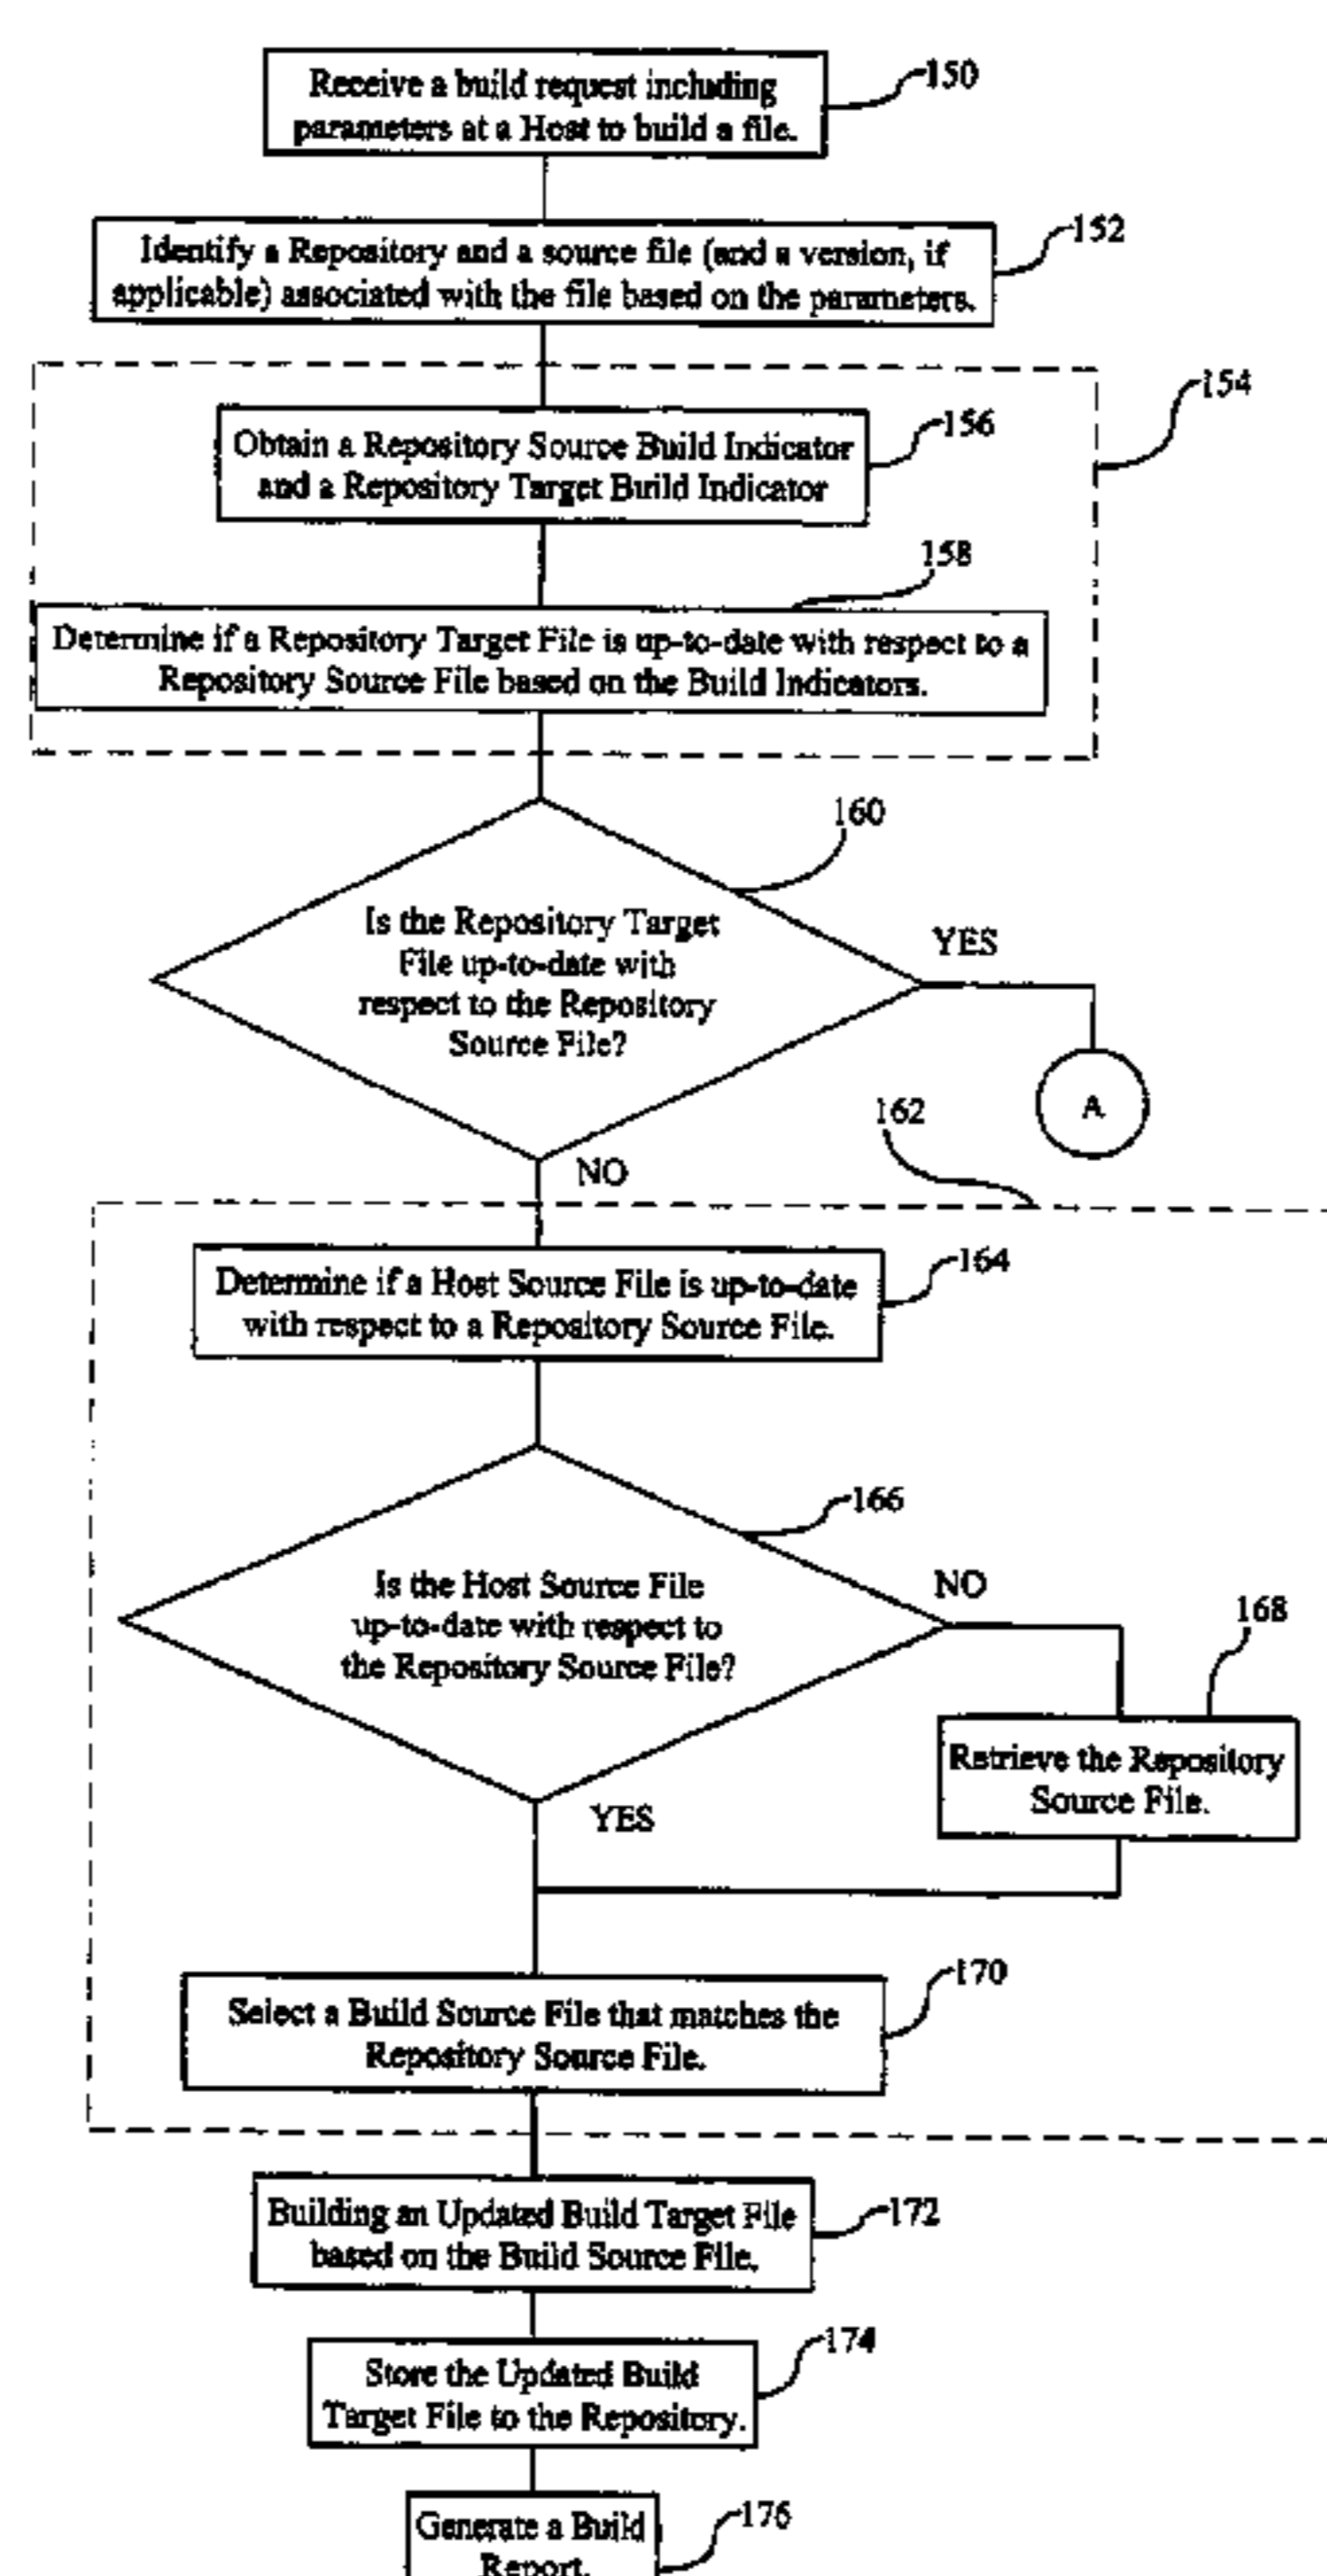 Receive a build request including
parameters at a Host to build a file.
150
Identify a Repository and a source file (and a version, if
applicable) associated with the file based on the parameters.
152
154
Obtain a Repository Source Build Indicator
and a Repository Target Build Indicator
156
158
Determine if a Repository Target File is up-to-date with respect to a
Repository Source File based on the Build Indicators.
160
Is the Repository Target
File up-to-date with
respect to the Repository
Source File?
YES
A
NO
162
Determine if a Host Source File is up-to-date
with respect to a Repository Source File.
164
166
Is the Host Source File
up-to-date with respect to
the Repository Source File?
NO
168
Retrieve the Repository
Source File.
YES
Select a Build Source File that matches the
Repository Source File.
170
Building an Updated Build Target File
based on the Build Source File.
172
Store the Updated Build
Target File to the Repository.
174
Generate a Build
Report.
176